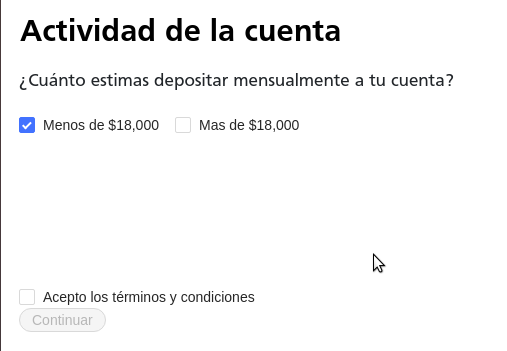 Actividad de la cuenta
¿Cuánto estimas depositar mensualmente a tu cuenta?
Menos de $18,000 Mas de $18,000
Acepto los términos y condiciones
Continuar